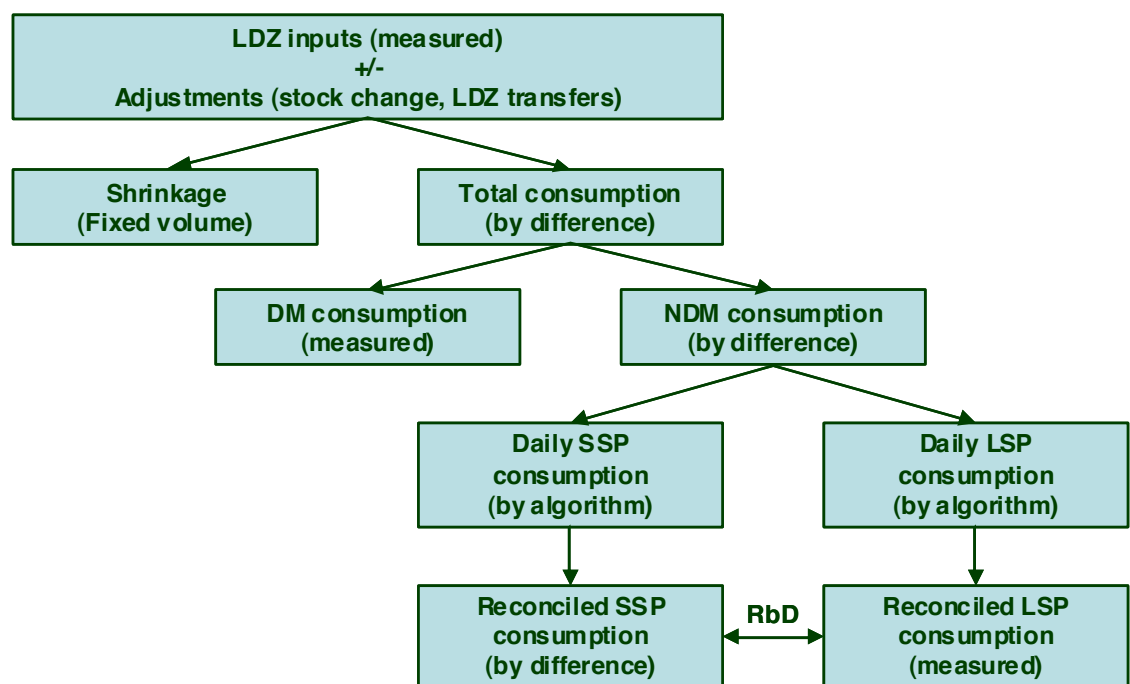 LDZ inputs (measured)
+/-
Adjustments (stock change, LDZ transfers)
Shrinkage
(Fixed volume)
Total consumption
(by difference)
DM consumption
(measured)
NDM consumption
(by difference)
Daily SSP
consumption
(by algorithm)
Daily LSP
consumption
(by algorithm)
Reconciled SSP
consumption
(by difference)
RbD
Reconciled LSP
consumption
(measured)